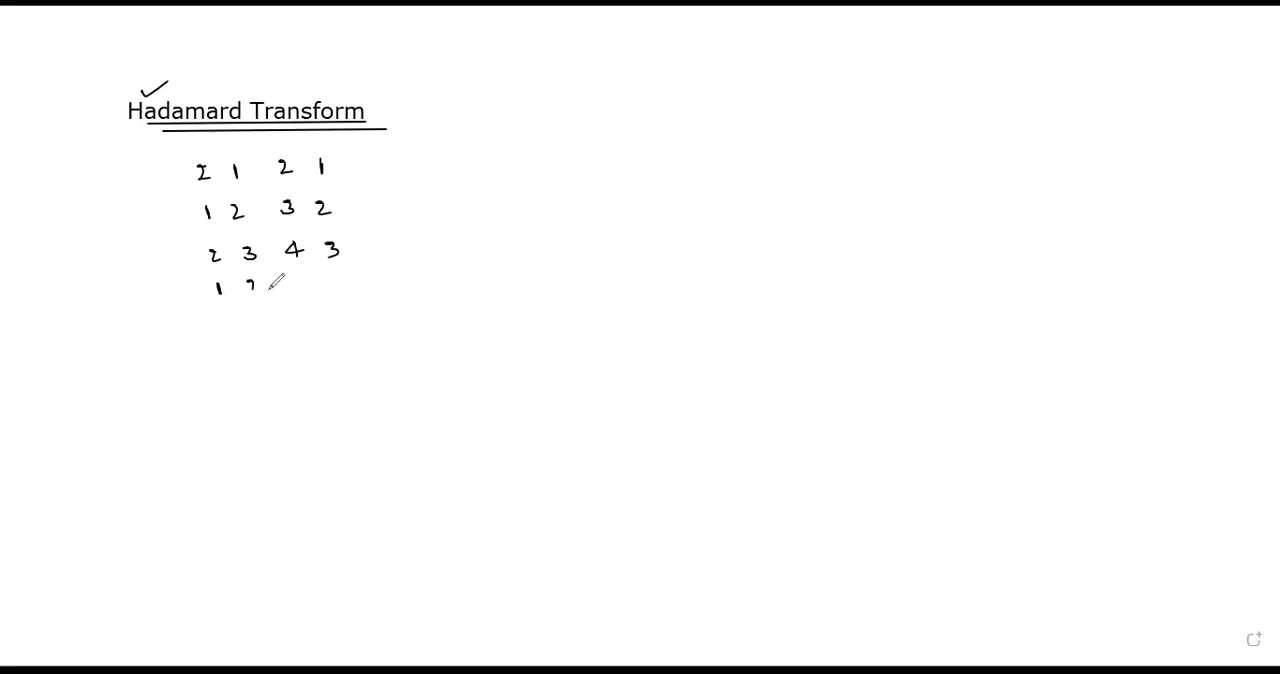 Hadamard Transform
2 1 2 1
1 2 3 2
2 3 4 3
1